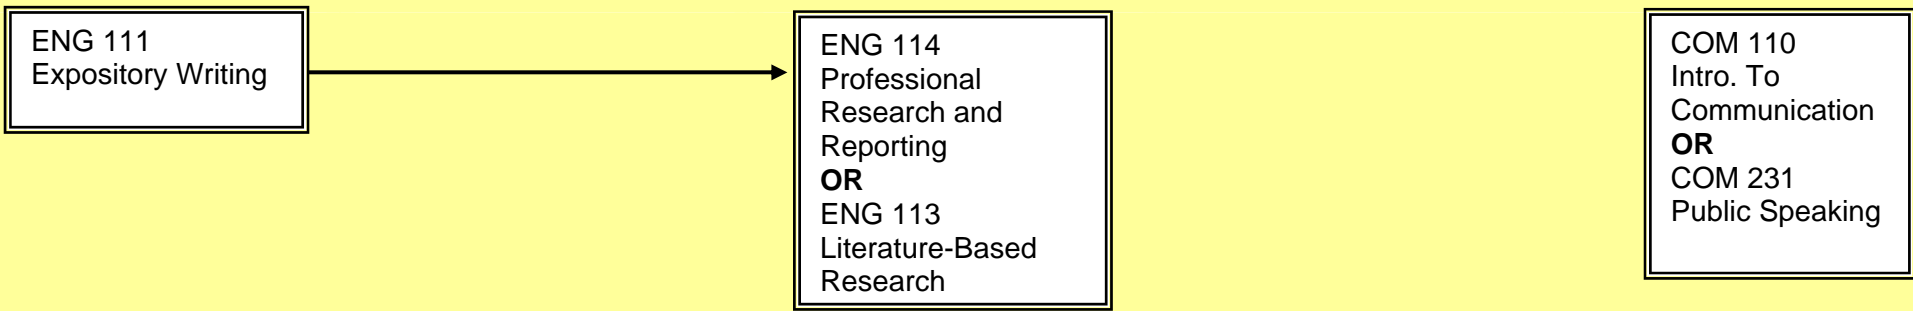 ENG 111
Expository Writing
ENG 114
Professional
Research and
Reporting
OR
ENG 113
Literature-Based
Research
COM 110
Intro. To
Communication
OR
COM 231
Public Speaking